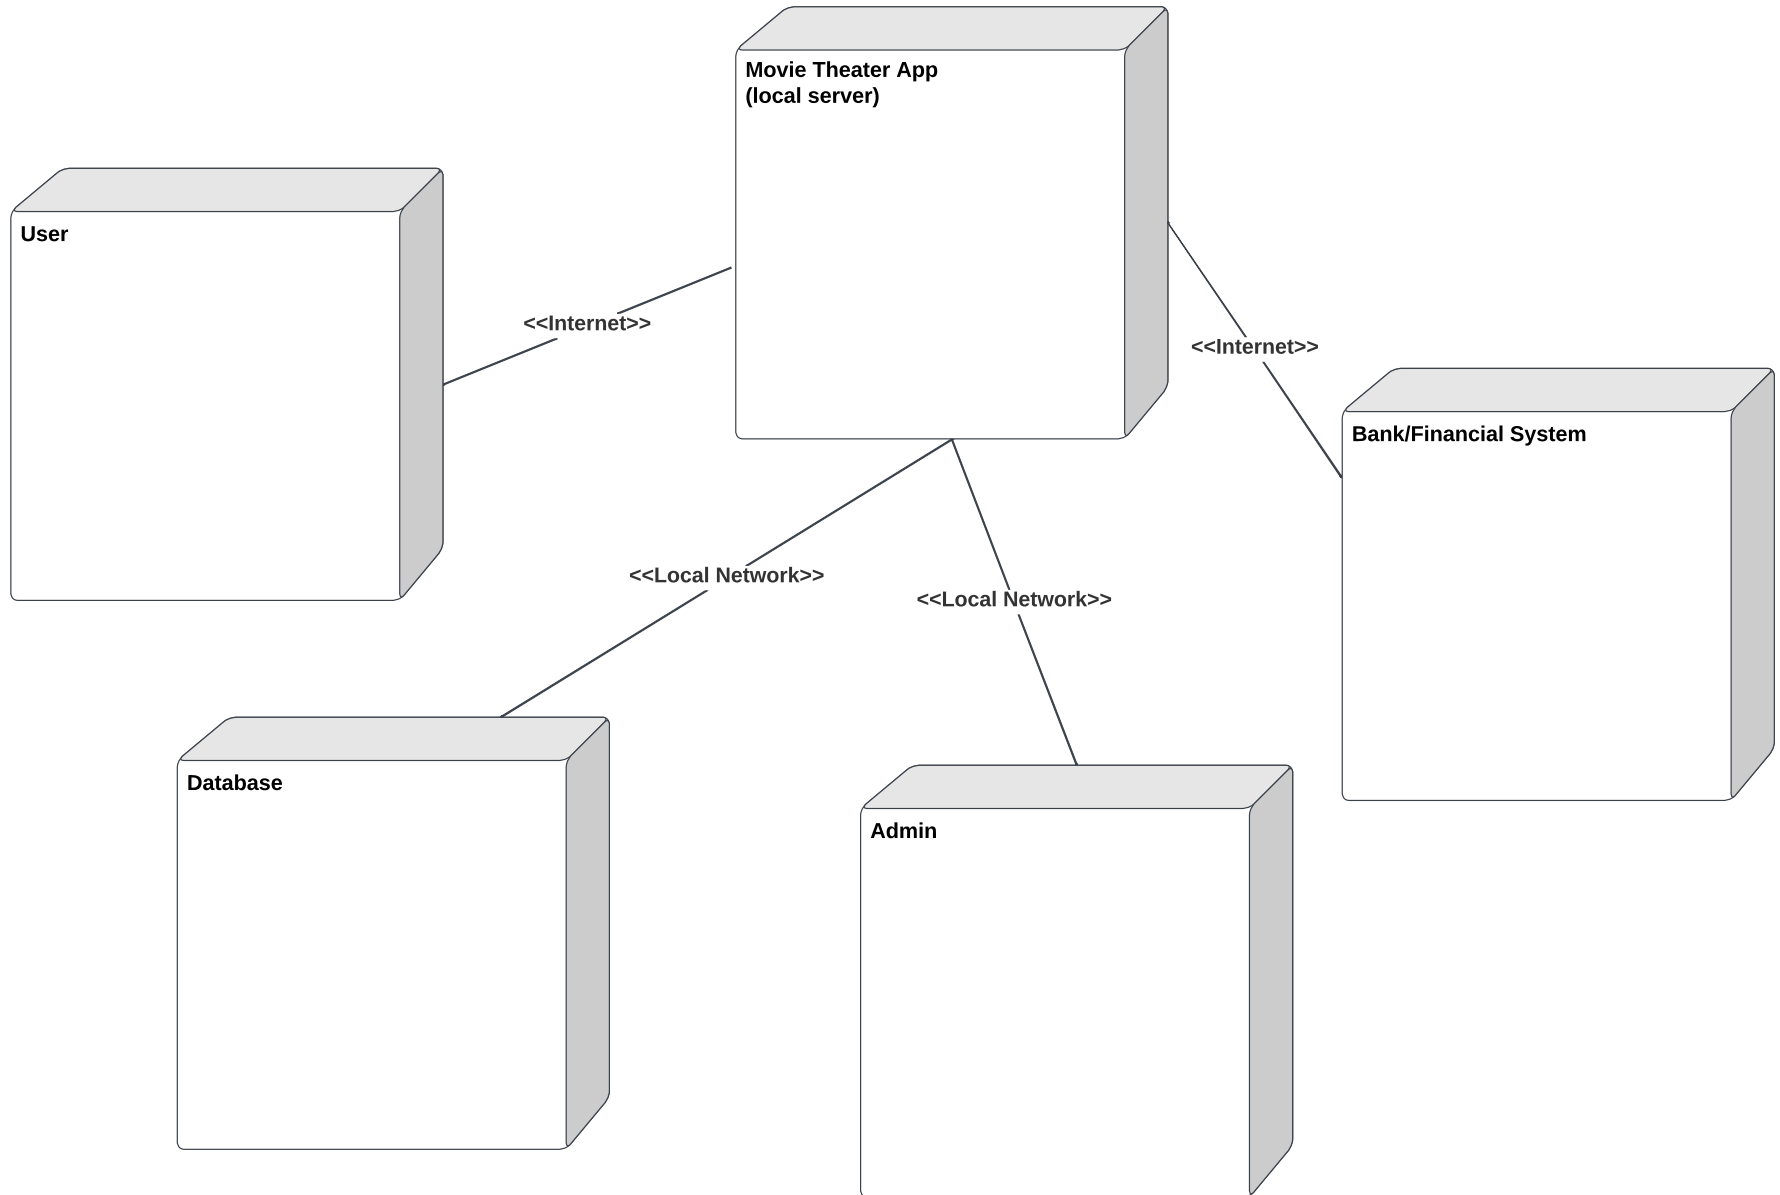 Movie Theater App
(local server)
User
<<Internet>>
<<Internet>>
Bank/Financial System
<<Local Network>>
<<Local Network>>
Database
Admin